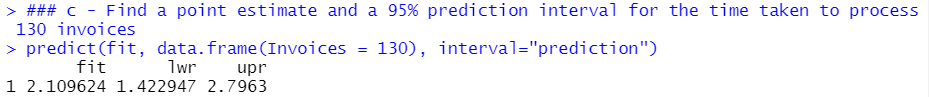 > ### c - Find a point estimate and a 95% prediction interval for the time taken to process
130 invoices
> predict(fit, data.frame(Invoices = 130), interval="prediction")
fit lwr upr
1 2.109624 1.422947 2.7963